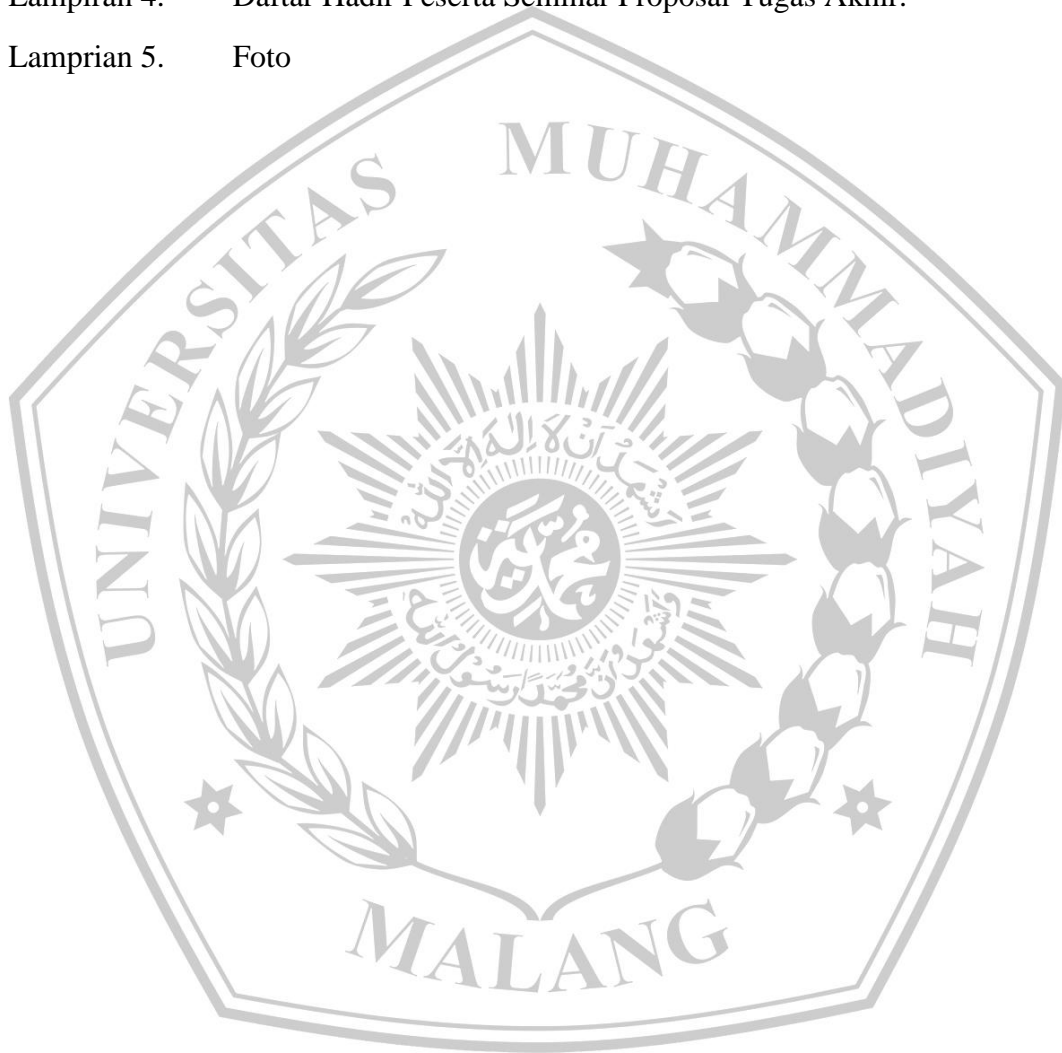 Lampiran 4. Daftar Hadir Peserta Seminar Proposal Tugas Akhir.
Lamprian 5. Foto
UNIVERSITAS MUHAMMADIYAH
MALANG